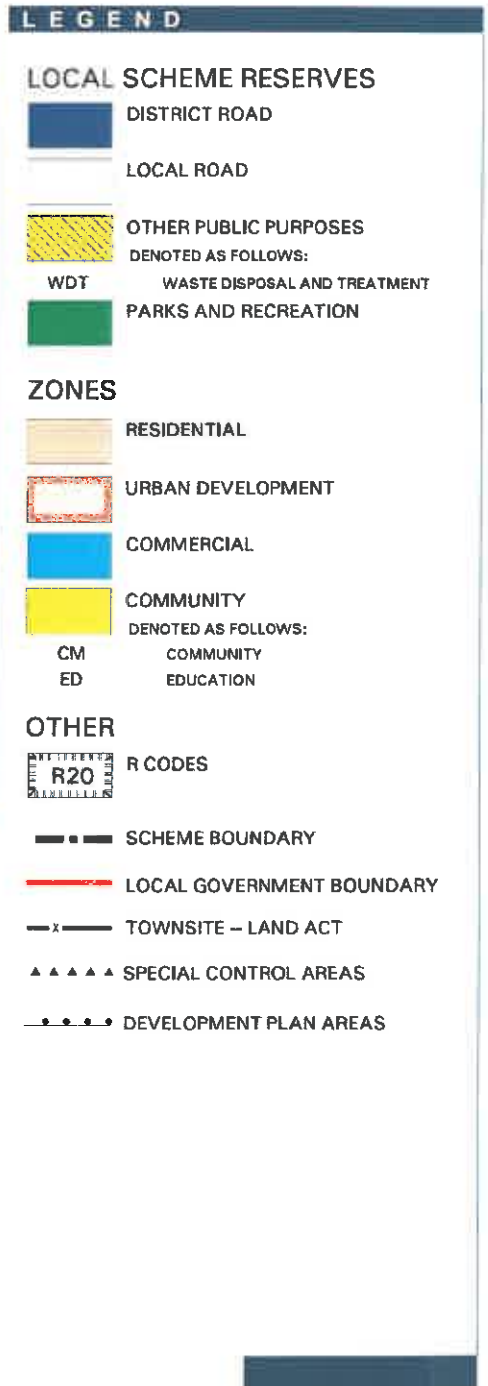 LEGEND
LOCAL SCHEME RESERVES
DISTRICT ROAD
LOCAL ROAD
OTHER PUBLIC PURPOSES
DENOTED AS FOLLOWS:
WDT WASTE DISPOSAL AND TREATMENT
PARKS AND RECREATION
ZONES
RESIDENTIAL
URBAN DEVELOPMENT
COMMERCIAL
COMMUNITY
DENOTED AS FOLLOWS:
CM COMMUNITY
ED EDUCATION
OTHER
R20 R CODES
SCHEME BOUNDARY
LOCAL GOVERNMENT BOUNDARY
x TOWNSITE – LAND ACT
SPECIAL CONTROL AREAS
DEVELOPMENT PLAN AREAS